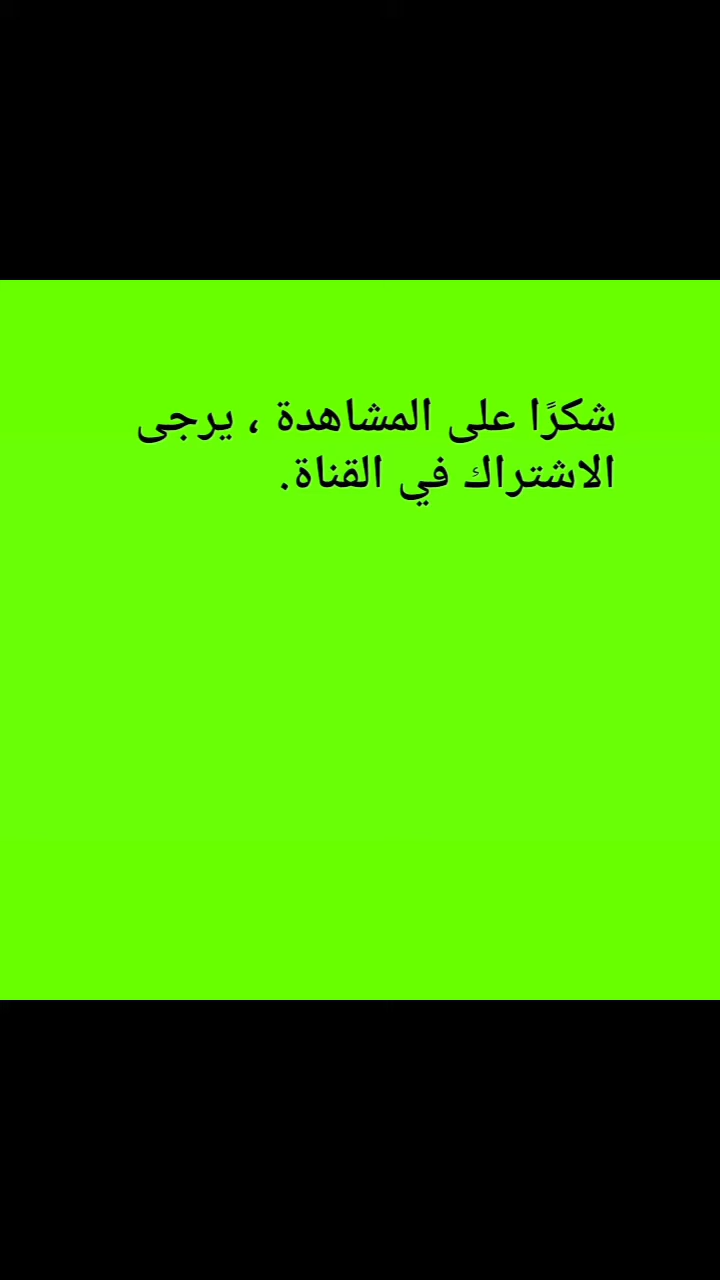 شكرًا على المشاهدة ، يرجى
الاشتراك في القناة.